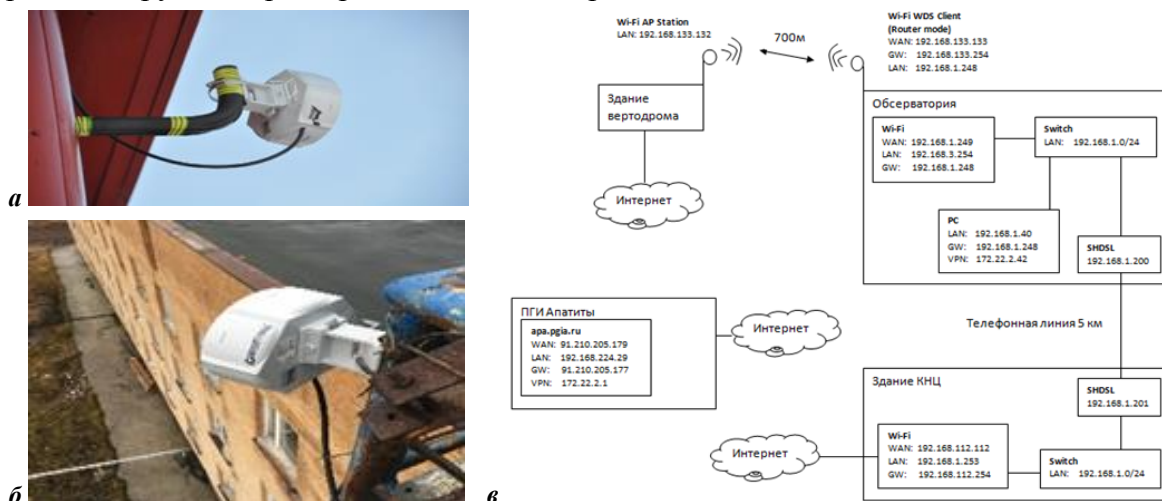 а
б
в
Wi-Fi AP Station
LAN: 192.168.133.132
700м
Wi-Fi WDS Client
(Router mode)
WAN: 192.168.133.133
GW: 192.168.133.254
LAN: 192.168.1.248
Здание
вертодрома
Интернет
Обсерватория
Wi-Fi
WAN: 192.168.1.249
LAN: 192.168.3.254
GW: 192.168.1.248
Switch
LAN: 192.168.1.0/24
PC
LAN: 192.168.1.40
GW: 192.168.1.248
VPN: 172.22.2.42
SHDSL
192.168.1.200
ПГИ Апатиты
apa.pgia.ru
WAN: 91.210.205.179
LAN: 192.168.224.29
GW: 91.210.205.177
VPN: 172.22.2.1
Интернет
Телефонная линия 5 км
Здание КНЦ
SHDSL
192.168.1.201
Интернет
Wi-Fi
WAN: 192.168.112.112
LAN: 192.168.1.253
GW: 192.168.112.254
Switch
LAN: 192.168.1.0/24